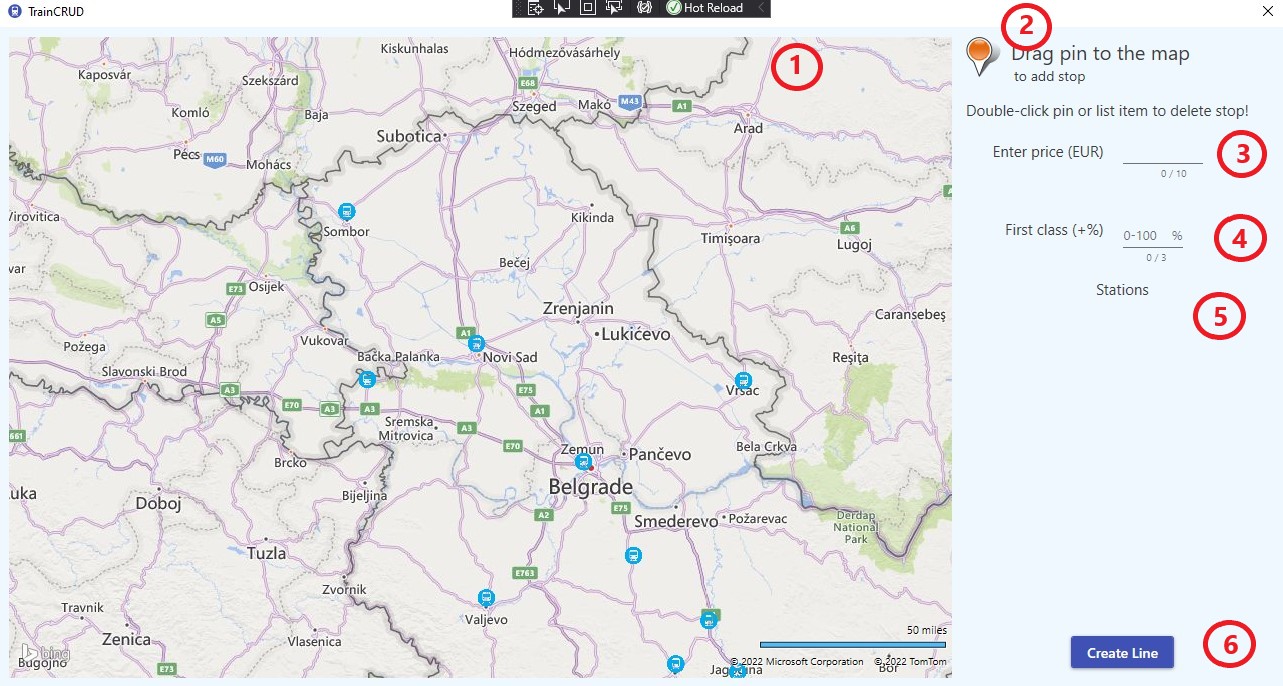 TrainCRUD
Hot Reload
Kiskunhalas
Hódmezővásárhely
Kaposvár
Szekszárd
E68
Szeged
Makó
M43
A1
Komló
Baja
Arad
Subotica
Pécs
M60
Mohács
Virovitica
Sombor
Kikinda
Timişoara
A6
Lugoj
var
Bečej
E73
Osijek
Zrenjanin
Caransebeş
A5
Vukovar
A1
Lukićevo
Požega
Bačka Palanka
Novi Sad
Reşiţa
Slavonski Brod
A3
E75
Vršac
E70
A3
A3
A1
661
Sremska
Mitrovica
A3
E70
Zemun
Pančevo
Bela Crkva
Brcko
Belgrade
uka
Doboj
Bijeljina
E75
A2
Smederevo
Požarevac
Derdap
National
Park
Tuzla
E763
Zvornik
Travnik
Valjevo
Zenica
Vlasenica
50 miles
bing
Bugojno
E73
Bor
© 2022 Microsoft Corporation © 2022 TomTom
1
2
Drag pin to the map
to add stop
Double-click pin or list item to delete stop!
Enter price (EUR)
3
0 / 10
First class (+%)
0-100 %
4
0 / 3
Stations
5
Create Line
6